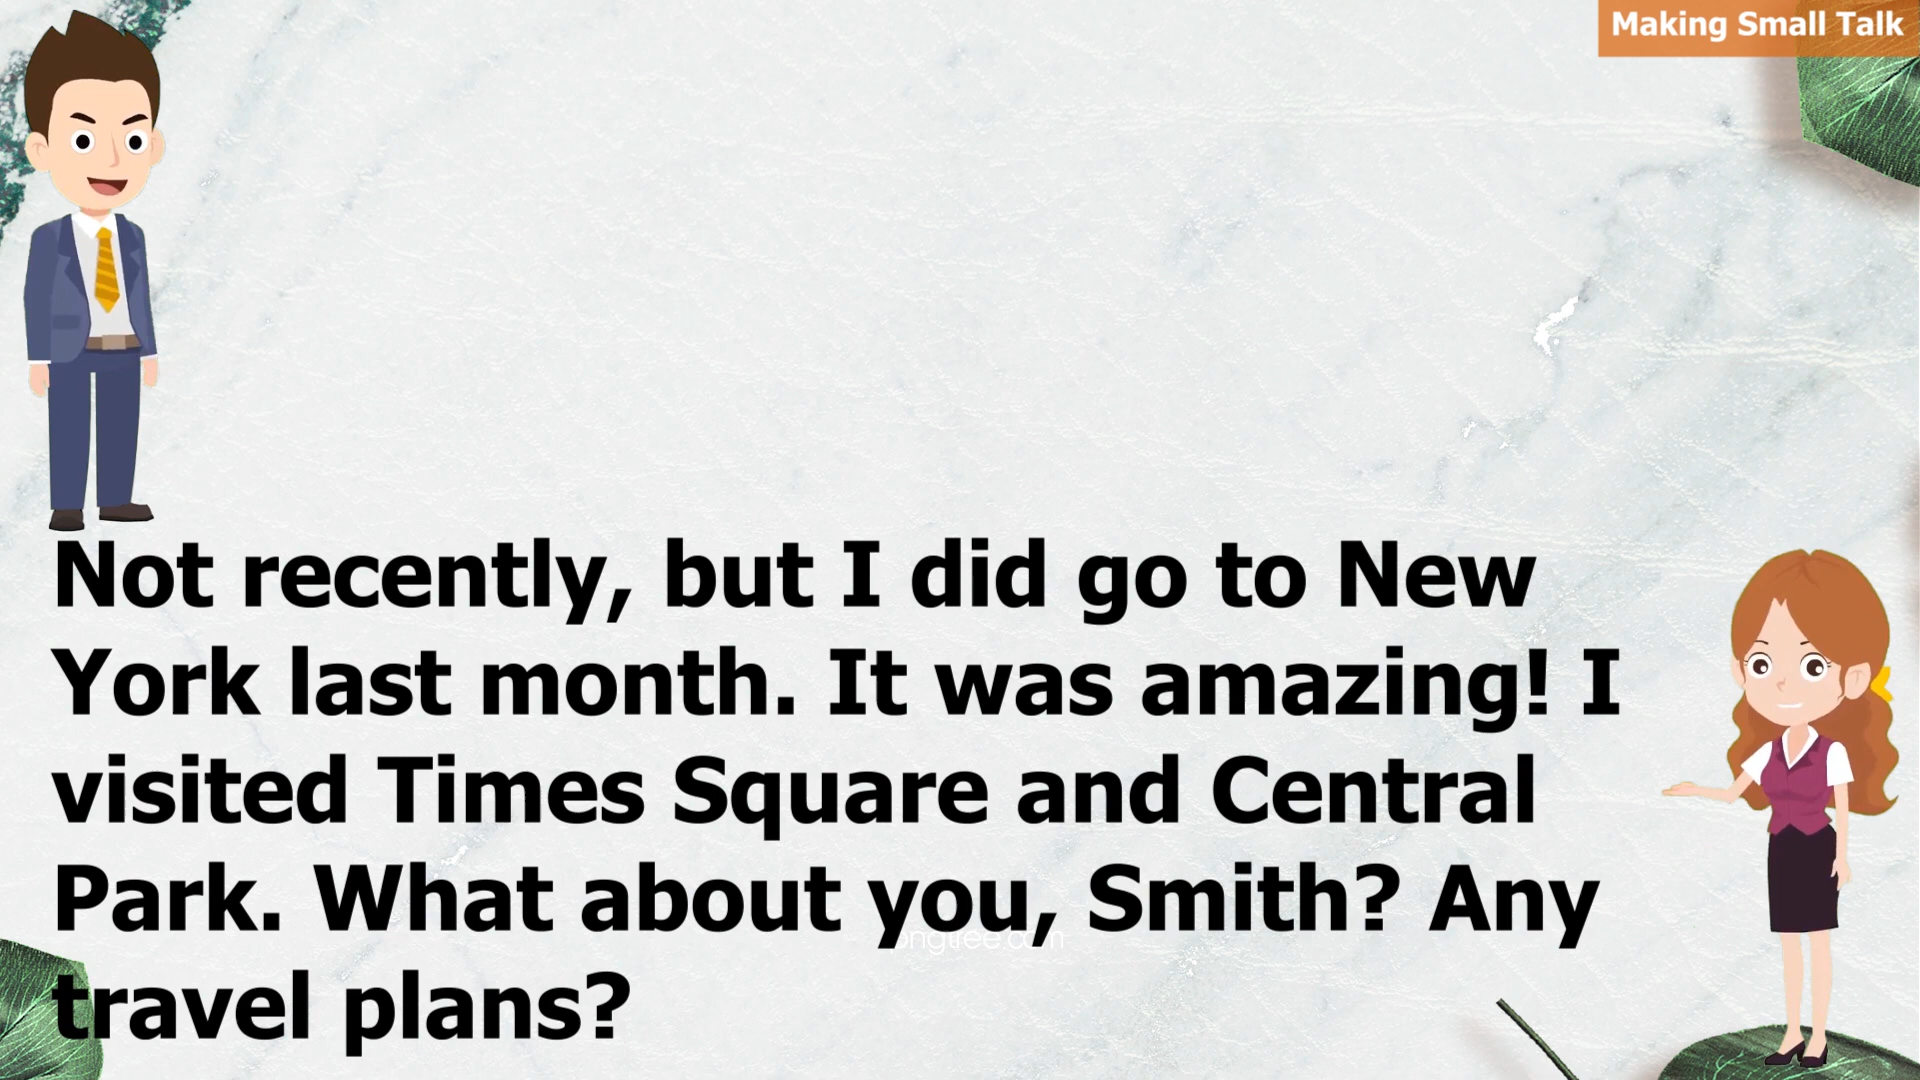 Making Small Talk
Not recently, but I did go to New
York last month. It was amazing! I
visited Times Square and Central
Park. What about you, Smith? Any
travel plans?